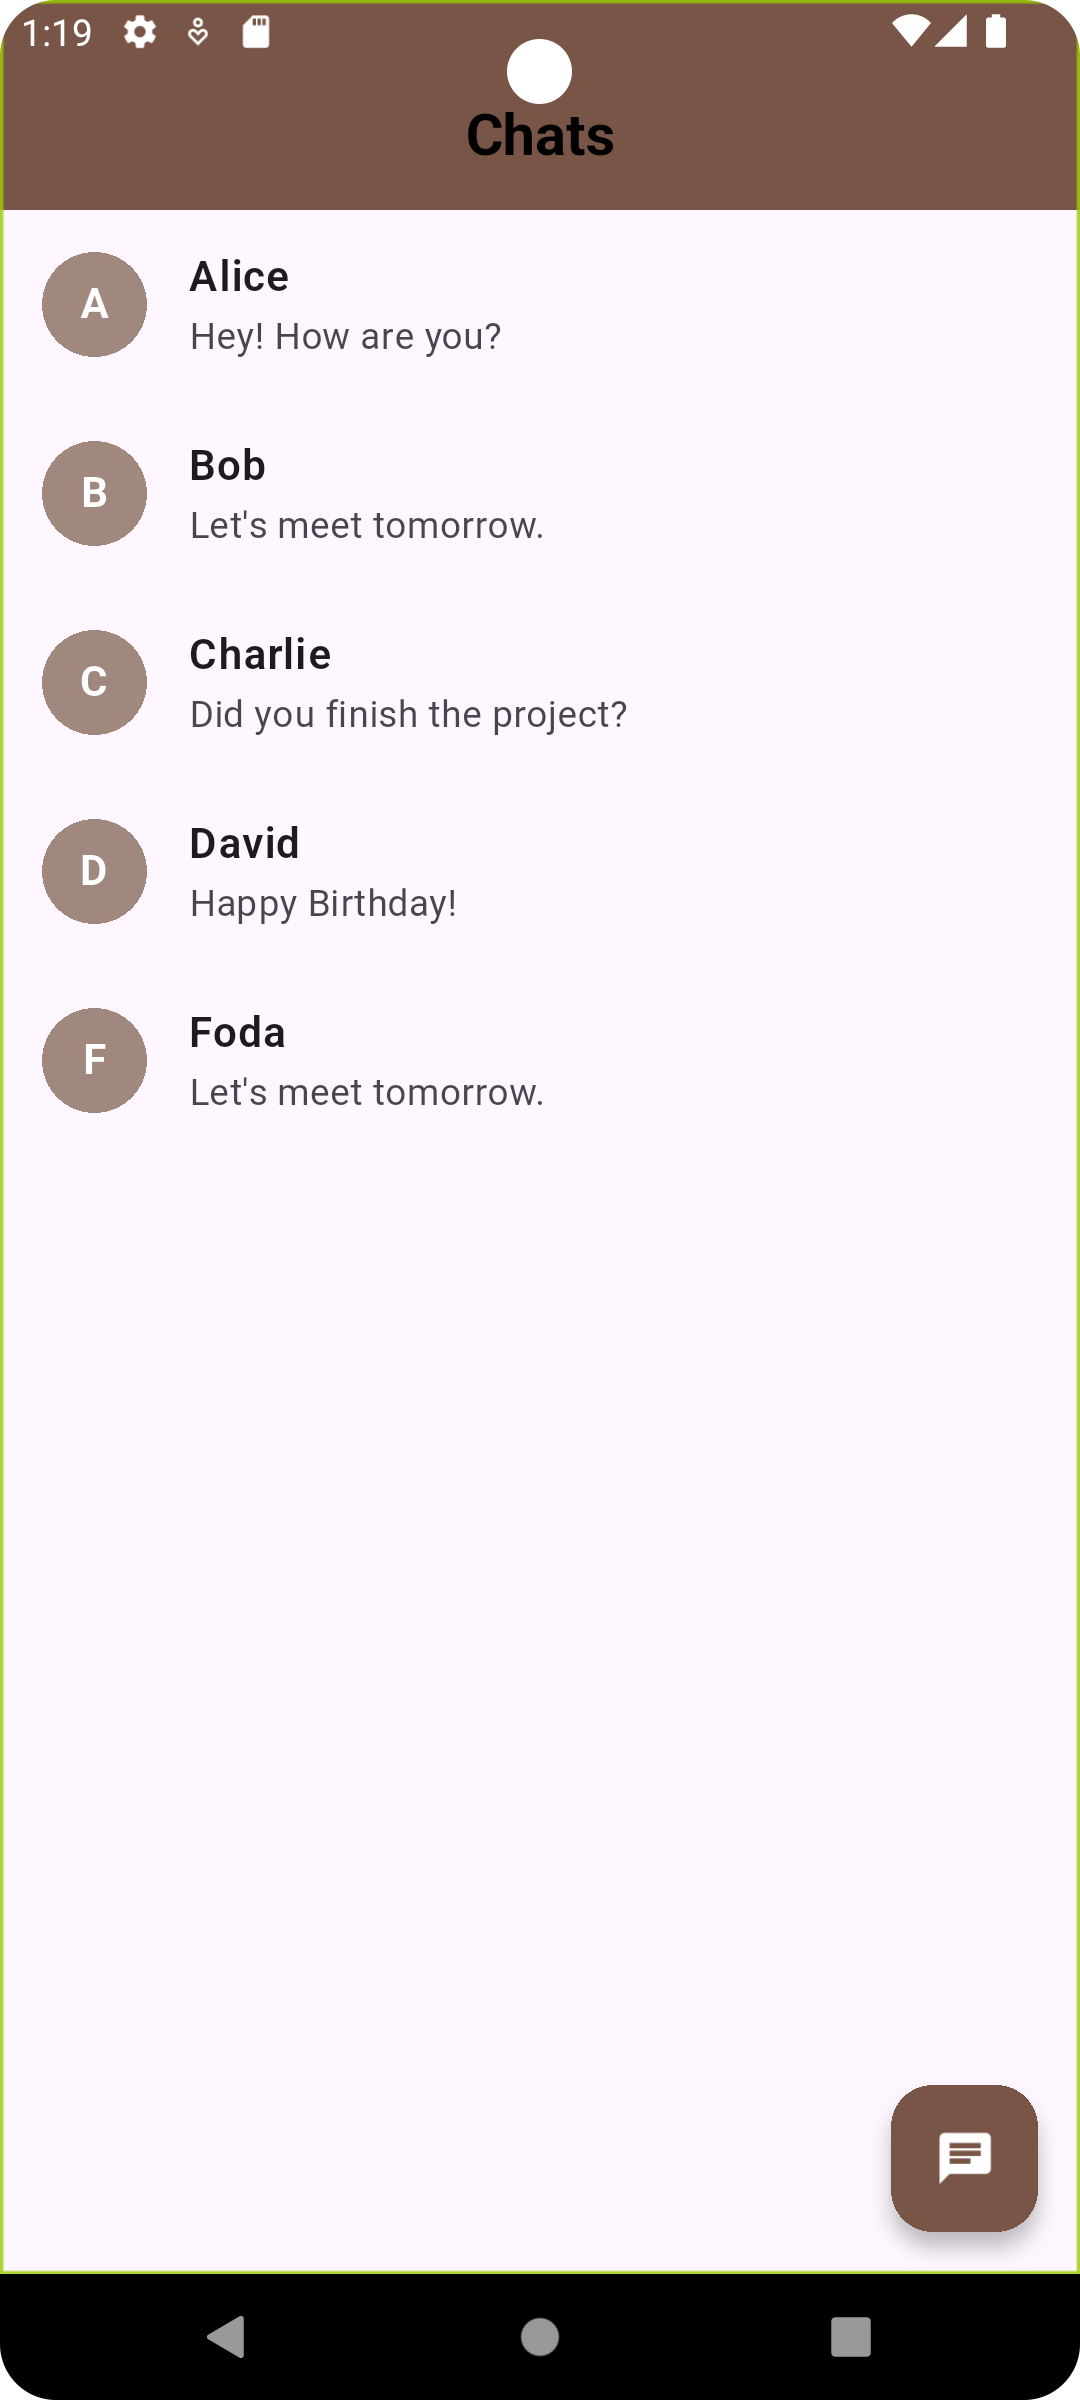 1:19
Chats
A
Alice
Hey! How are you?
B
Bob
Let's meet tomorrow.
C
Charlie
Did you finish the project?
D
David
Happy Birthday!
F
Foda
Let's meet tomorrow.